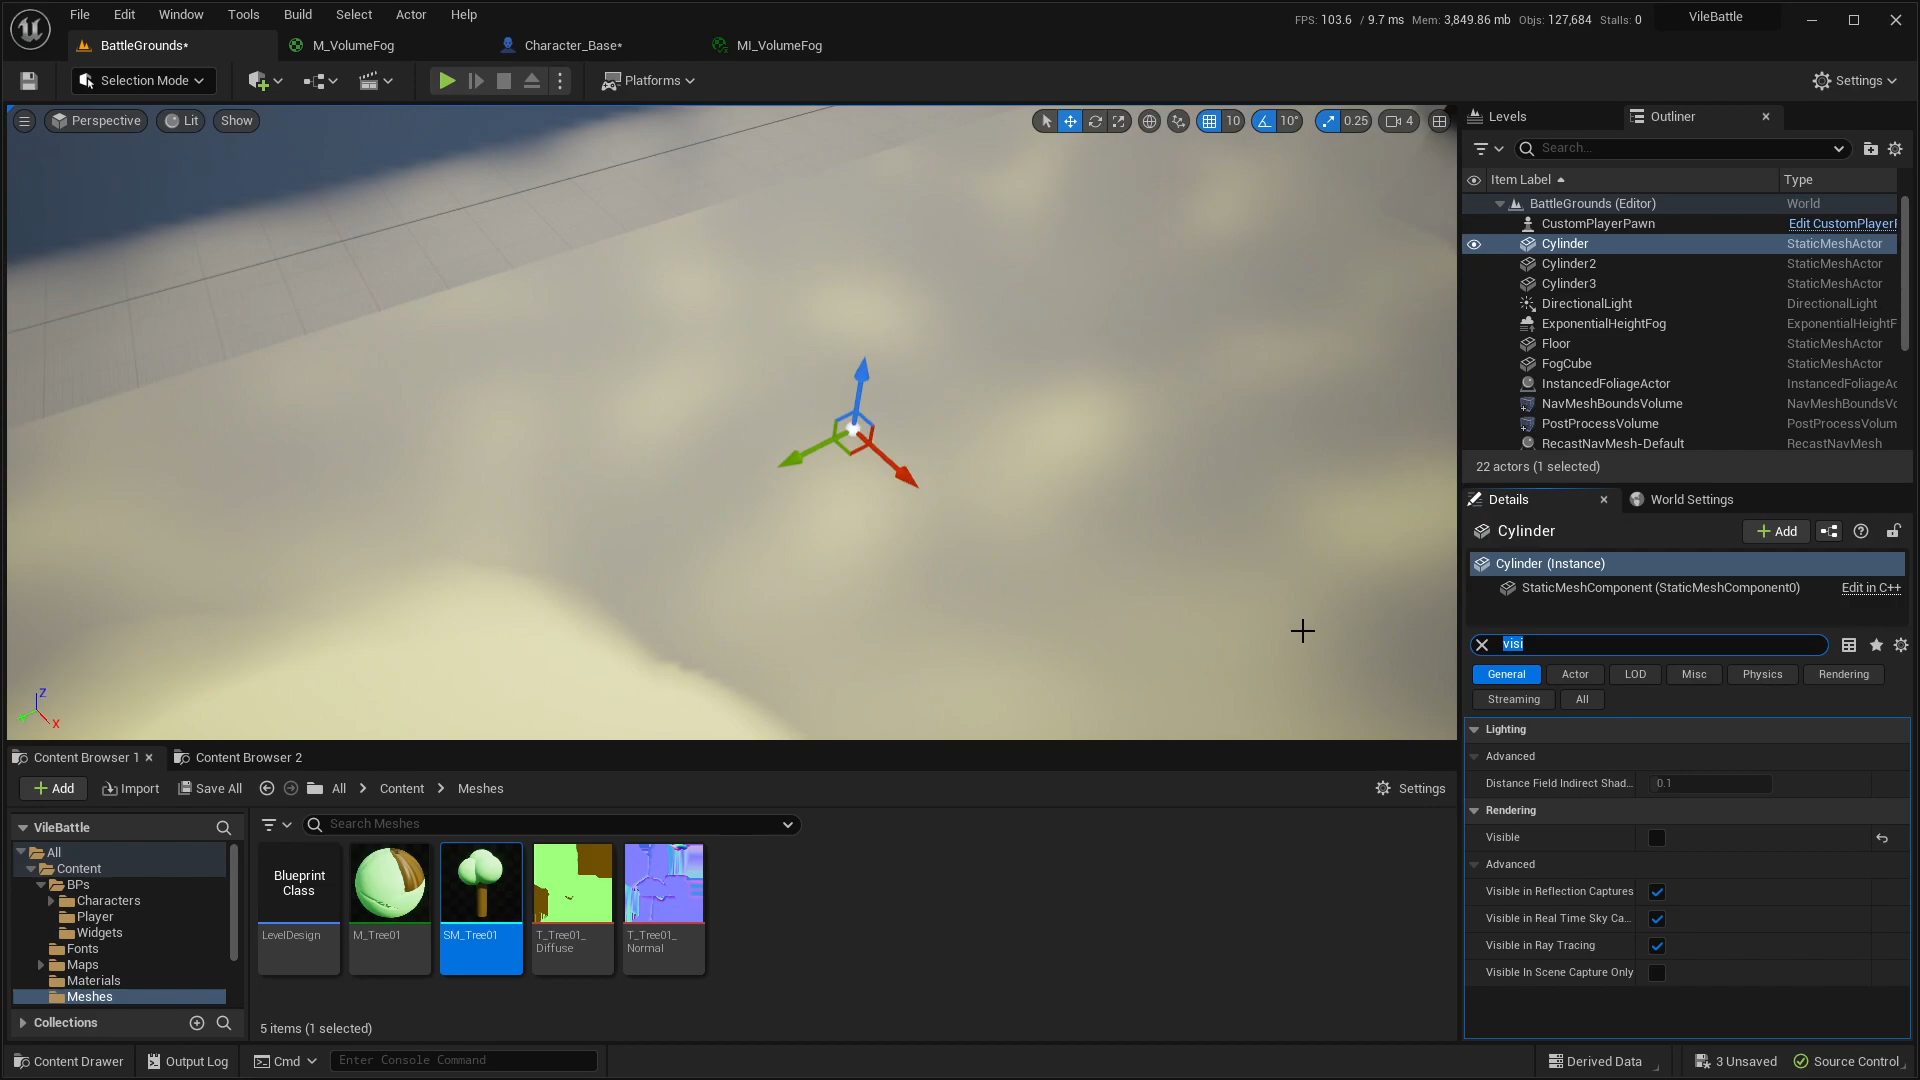 File Edit Window Tools Build Select Actor Help
FPS: 103.6 / 9.7 ms Mem: 3,849.86 mb Objs: 127,684 Stalls: 0
VileBattle
BattleGrounds*
M_VolumeFog
Character_Base*
MI_VolumeFog
Selection Mode
Platforms
Settings
Perspective
Lit
Show
10
10°
0.25
4
Levels
Outliner
Search...
Item Label
Type
BattleGrounds (Editor) World
CustomPlayerPawn Edit CustomPlayerP
Cylinder StaticMeshActor
Cylinder2 StaticMeshActor
Cylinder3 StaticMeshActor
DirectionalLight DirectionalLight
ExponentialHeightFog ExponentialHeightF
Floor StaticMeshActor
FogCube StaticMeshActor
InstancedFoliageActor InstancedFoliageAc
NavMeshBoundsVolume NavMeshBoundsVo
PostProcessVolume PostProcessVolum
RecastNavMesh-Default RecastNavMesh
22 actors (1 selected)
Details
World Settings
Cylinder
Add
Cylinder (Instance)
StaticMeshComponent (StaticMeshComponent0) Edit in C++
visi
General Actor LOD Misc Physics Rendering
Streaming All
Lighting
Advanced
Distance Field Indirect Shad... 0.1
Rendering
Visible
Advanced
Visible in Reflection Captures
Visible in Real Time Sky Ca...
Visible in Ray Tracing
Visible In Scene Capture Only
Z
X
Content Browser 1
Content Browser 2
Add
Import
Save All
All
Content
Meshes
Settings
VileBattle
All
Content
BPs
Characters
Player
Widgets
Fonts
Maps
Materials
Meshes
Collections
Search Meshes
Blueprint
Class
LevelDesign
M_Tree01
SM_Tree01
T_Tree01_
Diffuse
T_Tree01_
Normal
5 items (1 selected)
Content Drawer
Output Log
Cmd
Enter Console Command
Derived Data
3 Unsaved
Source Control